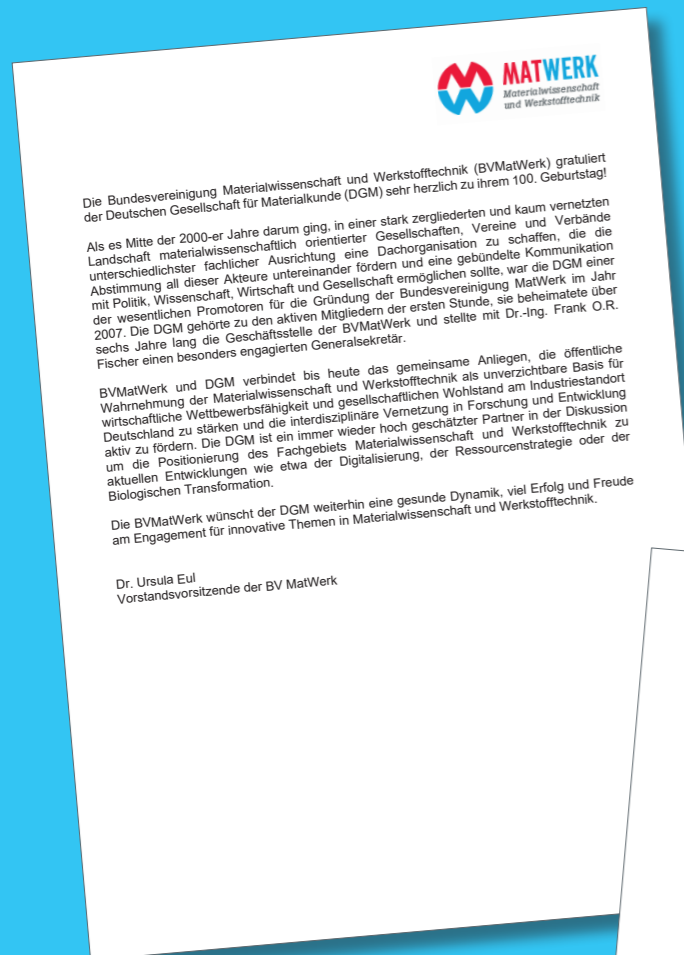 MATWERK
Materialwissenschaft
und Werkstofftechnik
Die Bundesvereinigung Materialwissenschaft und Werkstofftechnik (BVMatWerk) gratuliert
der Deutschen Gesellschaft für Materialkunde (DGM) sehr herzlich zu ihrem 100. Geburtstag!
Als es Mitte der 2000-er Jahre darum ging, in einer stark zergliederten und kaum vernetzten
Landschaft materialwissenschaftlich orientierter Gesellschaften, Vereine und Verbände
unterschiedlichster fachlicher Ausrichtung eine Dachorganisation zu schaffen, die die
Abstimmung all dieser Akteure untereinander fördern und eine gebündelte Kommunikation
mit Politik, Wissenschaft, Wirtschaft und Gesellschaft ermöglichen sollte, war die DGM einer
der wesentlichen Promotoren für die Gründung der Bundesvereinigung MatWerk im Jahr
2007. Die DGM gehörte zu den aktiven Mitgliedern der ersten Stunde, sie beheimatete über
sechs Jahre lang die Geschäftsstelle der BVMatWerk und stellte mit Dr.-Ing. Frank O.R.
Fischer einen besonders engagierten Generalsekretär.
BVMatWerk und DGM verbindet bis heute das gemeinsame Anliegen, die öffentliche
Wahrnehmung der Materialwissenschaft und Werkstofftechnik als unverzichtbare Basis für
wirtschaftliche Wettbewerbsfähigkeit und gesellschaftlichen Wohlstand am Industriestandort
Deutschland zu stärken und die interdisziplinäre Vernetzung in Forschung und Entwicklung
aktiv zu fördern. Die DGM ist ein immer wieder hoch geschätzter Partner in der Diskussion
um die Positionierung des Fachgebiets Materialwissenschaft und Werkstofftechnik zu
aktuellen Entwicklungen wie etwa der Digitalisierung, der Ressourcenstrategie oder der
Biologischen Transformation.
Die BVMatWerk wünscht der DGM weiterhin eine gesunde Dynamik, viel Erfolg und Freude
am Engagement für innovative Themen in Materialwissenschaft und Werkstofftechnik.
Dr. Ursula Eul
Vorstandsvorsitzende der BV MatWerk